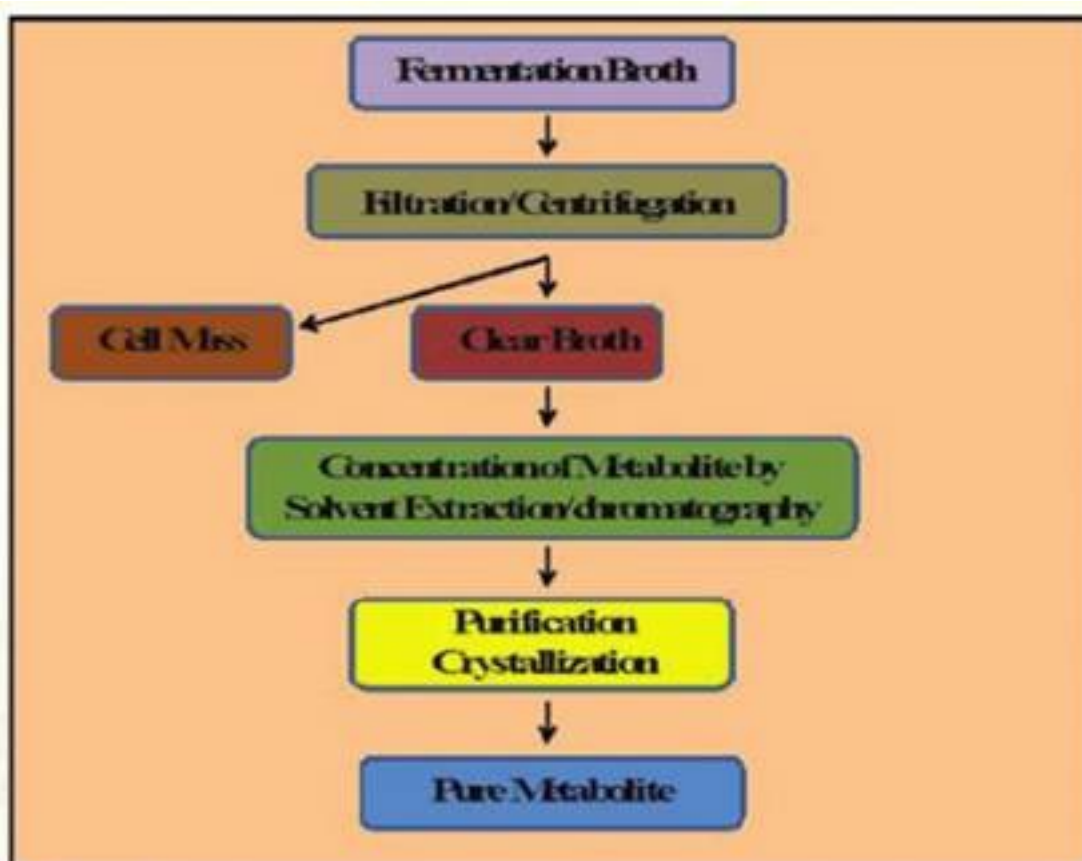 Fermentation Broth
Filtration/Centrifugation
Cell Mass
Clear Broth
Concentration of Metabolite by
Solvent Extraction/chromatography
Purification
Crystallization
Pure Metabolite